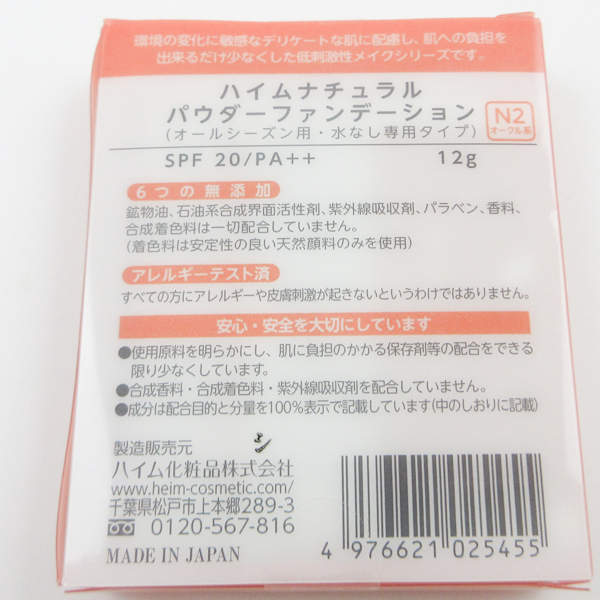 環境の変化に敏感なデリケートな肌に配慮し、肌への負担を
出来るだけ少なくした低刺激性メイクシリーズです。
ハイムナチュラル
パウダーファンデーション
(オールシーズン用・水なし専用タイプ)
N2
オークル系
SPF 20/PA++ 12g
6つの無添加
鉱物油、石油系合成界面活性剤、紫外線吸収剤、パラベン、香料、
合成着色料は一切配合していません。
(着色料は安定性の良い天然顔料のみを使用)
アレルギーテスト済
すべての方にアレルギーや皮膚刺激が起きないというわけではありません。
安心・安全を大切にしています
●使用原料を明らかにし、肌に負担のかかる保存剤等の配合をできる
限り少なくしています。
●合成香料・合成着色料・紫外線吸収剤を配合していません。
●成分は配合目的と分量を100%表示で記載しています(中のしおりに記載)
製造販売元
ハイム化粧品株式会社
www.heim-cosmetic.com/
千葉県松戸市上本郷289-3
0120-567-816
MADE IN JAPAN
4 976621 025455